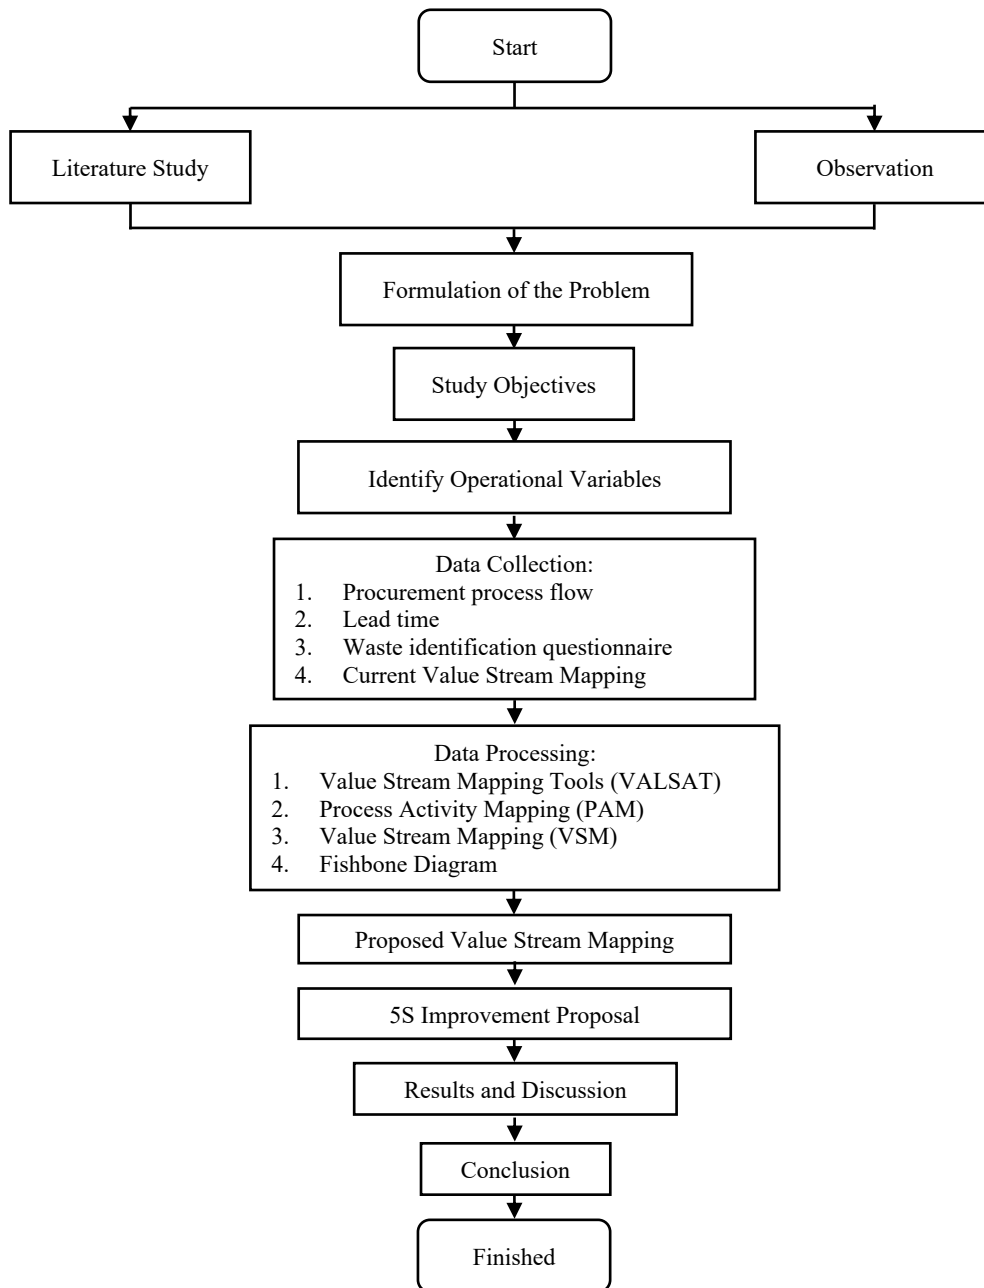 Start
Literature Study
Observation
Formulation of the Problem
Study Objectives
Identify Operational Variables
Data Collection:
1. Procurement process flow
2. Lead time
3. Waste identification questionnaire
4. Current Value Stream Mapping
Data Processing:
1. Value Stream Mapping Tools (VALSAT)
2. Process Activity Mapping (PAM)
3. Value Stream Mapping (VSM)
4. Fishbone Diagram
Proposed Value Stream Mapping
5S Improvement Proposal
Results and Discussion
Conclusion
Finished